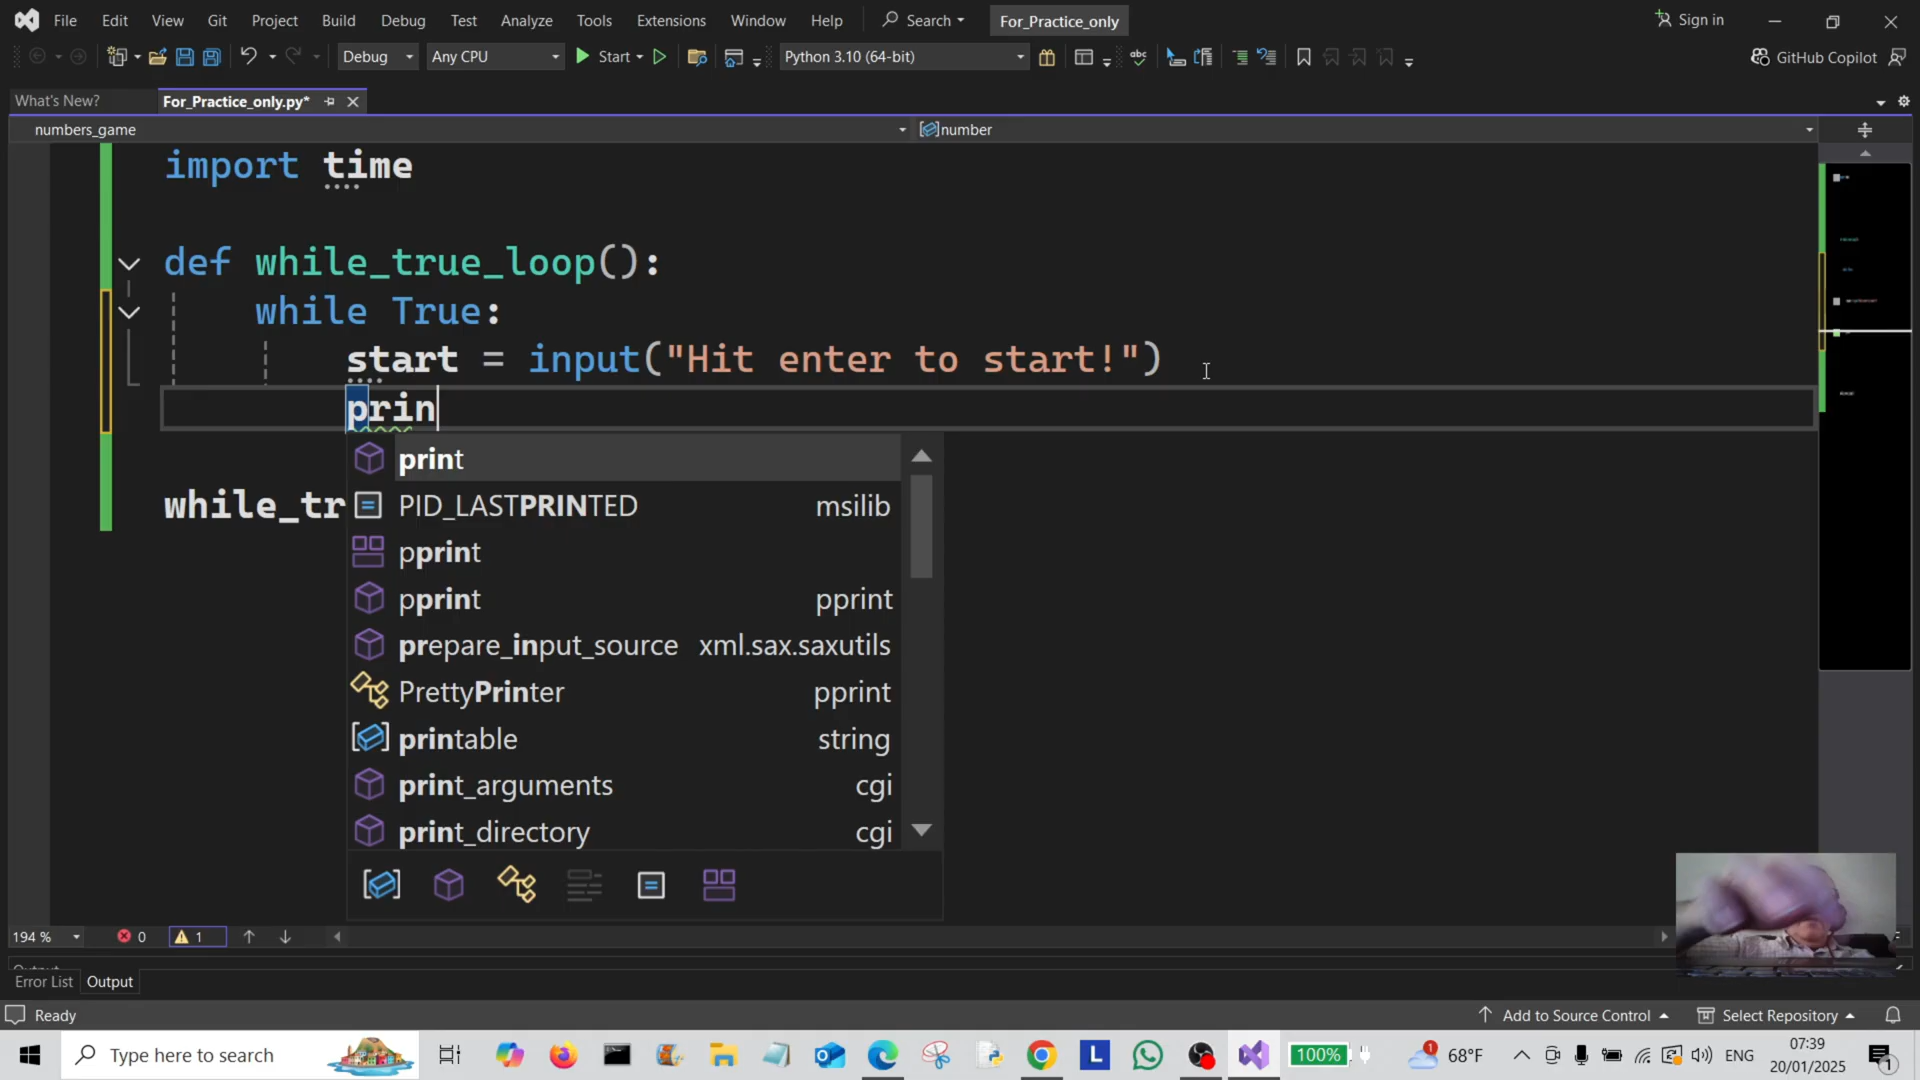 File Edit View Git Project Build Debug Test Analyze Tools Extensions Window Help Search For_Practice_only Sign in
Debug Any CPU Start Python 3.10 (64-bit) abc GitHub Copilot
What's New? For_Practice_only.py*
numbers_game number
import time
def while_true_loop():
while True:
start = input("Hit enter to start!")
prin
print
while_tr PID_LASTPRINTED msilib
pprint
pprint pprint
prepare_input_source xml.sax.saxutils
PrettyPrinter pprint
printable string
print_arguments cgi
print_directory cgi
194 % 0 1
Error List Output
Ready Add to Source Control Select Repository
Type here to search L 100% 1 68°F ENG 07:39
20/01/2025 1